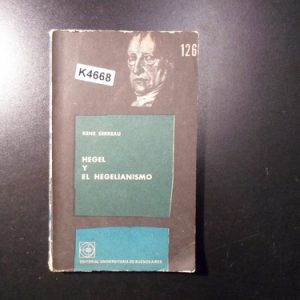 126
K4668
RENE SERREAU
HEGEL
Y
EL HEGELIANISMO
EDITORIAL UNIVERSITARIA DE BUENOS AIRES